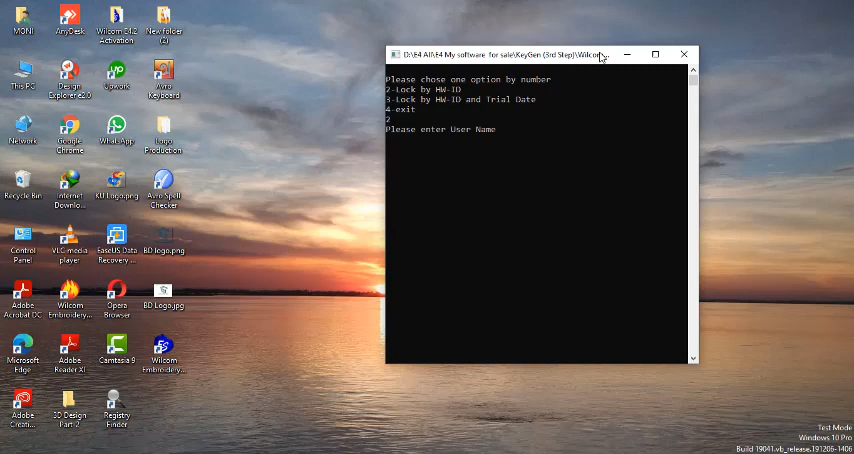 MONI
AnyDesk
Wilcom E4.2
Activation
New folder
(2)
This PC
Design
Explorer e2.0
Upwork
Avro
Keyboard
Network
Google
Chrome
WhatsApp
Logo
Production
Recycle Bin
Internet
Downlo...
KU Logo.png
Avro Spell
Checker
Control
Panel
VLC media
player
EaseUS Data
Recovery ...
BD logo.png
Adobe
Acrobat DC
Wilcom
Embroidery...
Opera
Browser
BD Logo.jpg
Microsoft
Edge
Adobe
Reader XI
Camtasia 9
Wilcom
Embroidery...
Adobe
Creati...
3D Design
Part-2
Registry
Finder
D:\E4 All\E4 My software for sale\KeyGen (3rd Step)\Wilcom...
Please chose one option by number
2-Lock by HW-ID
3-Lock by HW-ID and Trial Date
4-exit
2
Please enter User Name
Test Mode
Windows 10 Pro
Build 19041.vb_release.191206-1406